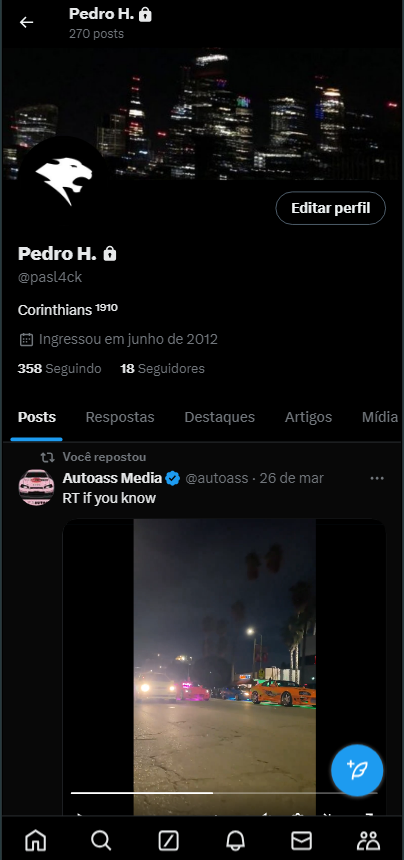 Pedro H.
270 posts
Editar perfil
Pedro H.
@pasl4ck
Corinthians ¹⁹¹⁰
Ingressou em junho de 2012
358 Seguindo 18 Seguidores
Posts Respostas Destaques Artigos Mídia
Você repostou
Autoass Media @autoass · 26 de mar
RT if you know